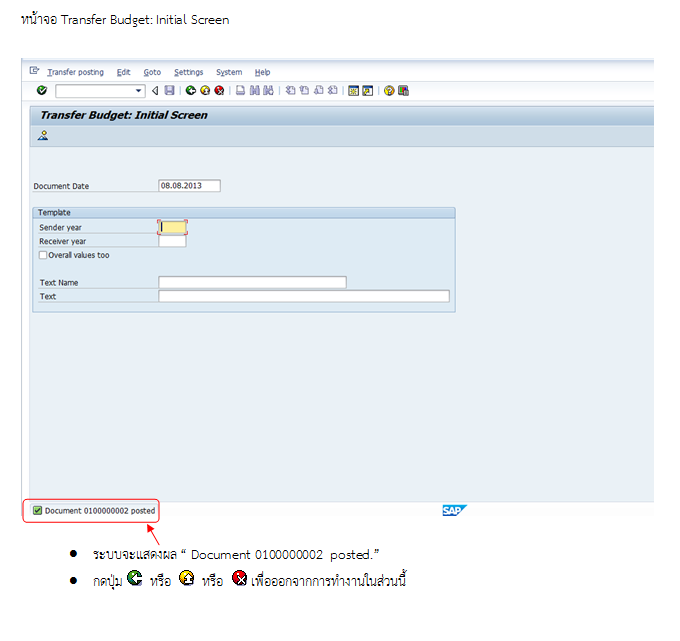 หน้าจอ Transfer Budget: Initial Screen
Transfer posting Edit Goto Settings System Help
Transfer Budget: Initial Screen
Document Date 08.08.2013
Template
Sender year
Receiver year
Overall values too
Text Name
Text
Document 0100000002 posted
SAP
• ระบบจะแสดงผล “ Document 0100000002 posted.”
• กดปุ่ม หรือ หรือ เพื่อออกจากการทำงานในส่วนนี้